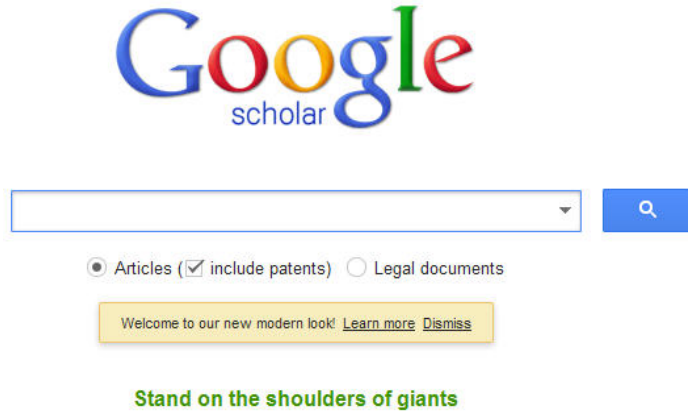 Google
scholar
Articles (include patents) Legal documents
Welcome to our new modern look! Learn more Dismiss
Stand on the shoulders of giants